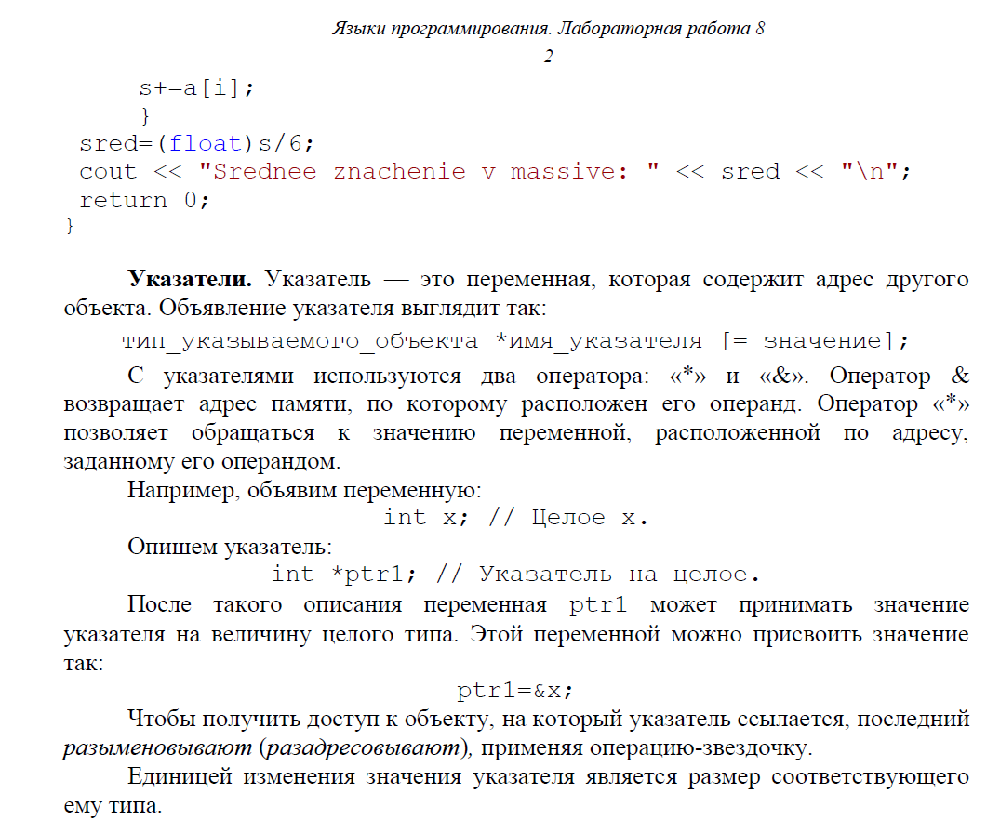 Языки программирования. Лабораторная работа 8
2
s+=a[i];
}
sred=(float)s/6;
cout << "Srednee znachenie v massive: " << sred << "\n";
return 0;
}
Указатели. Указатель — это переменная, которая содержит адрес другого
объекта. Объявление указателя выглядит так:
тип_указываемого_объекта *имя_указателя [= значение];
С указателями используются два оператора: «*» и «&». Оператор &
возвращает адрес памяти, по которому расположен его операнд. Оператор «*»
позволяет обращаться к значению переменной, расположенной по адресу,
заданному его операндом.
Например, объявим переменную:
int x; // Целое x.
Опишем указатель:
int *ptr1; // Указатель на целое.
После такого описания переменная ptr1 может принимать значение
указателя на величину целого типа. Этой переменной можно присвоить значение
так:
ptr1=&x;
Чтобы получить доступ к объекту, на который указатель ссылается, последний
разыменовывают (разадресовывают), применяя операцию-звездочку.
Единицей изменения значения указателя является размер соответствующего
ему типа.